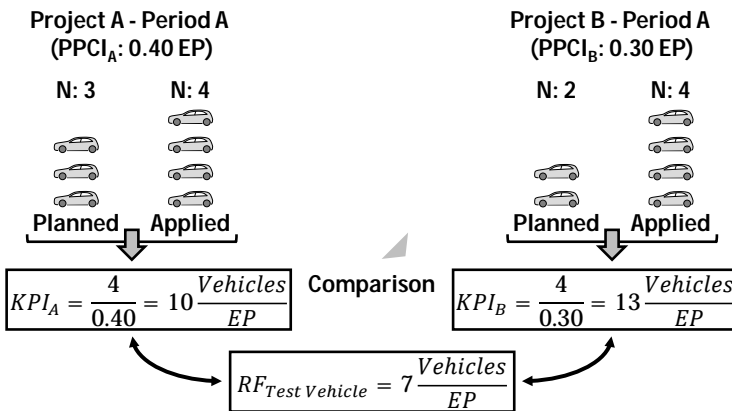 Project A - Period A
(PPCI_A: 0.40 EP)
N: 3 N: 4
Planned Applied
KPI_A = 4/0.40 = 10 Vehicles/EP
Comparison
Project B - Period A
(PPCI_B: 0.30 EP)
N: 2 N: 4
Planned Applied
KPI_B = 4/0.30 = 13 Vehicles/EP
RF_Test Vehicle = 7 Vehicles/EP